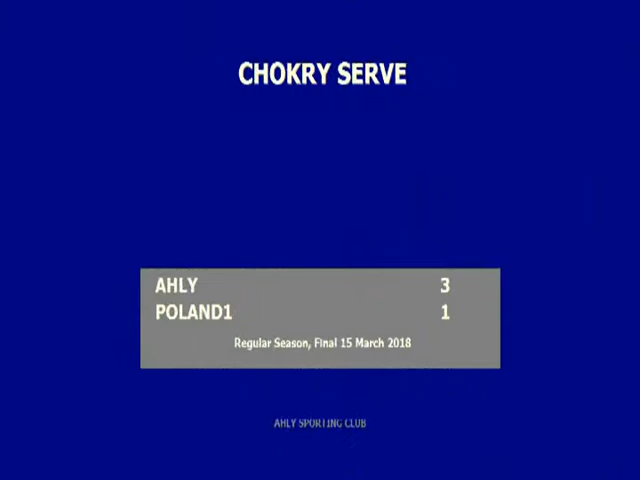 CHOKRY SERVE
AHLY 3
POLAND1 1
Regular Season, Final 15 March 2018
AHLY SPORTING CLUB